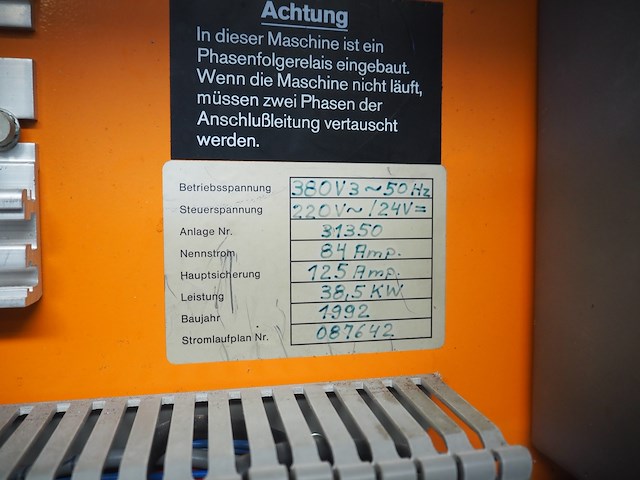 Achtung
In dieser Maschine ist ein
Phasenfolgerelais eingebaut.
Wenn die Maschine nicht läuft,
müssen zwei Phasen der
Anschlußleitung vertauscht
werden.
Betriebsspannung 380V3~50Hz
Steuerspannung 220V~/24V=
Anlage Nr. 31350
Nennstrom 84 Amp.
Hauptsicherung 125 Amp.
Leistung 38,5 KW
Baujahr 1992
Stromlaufplan Nr. 087642